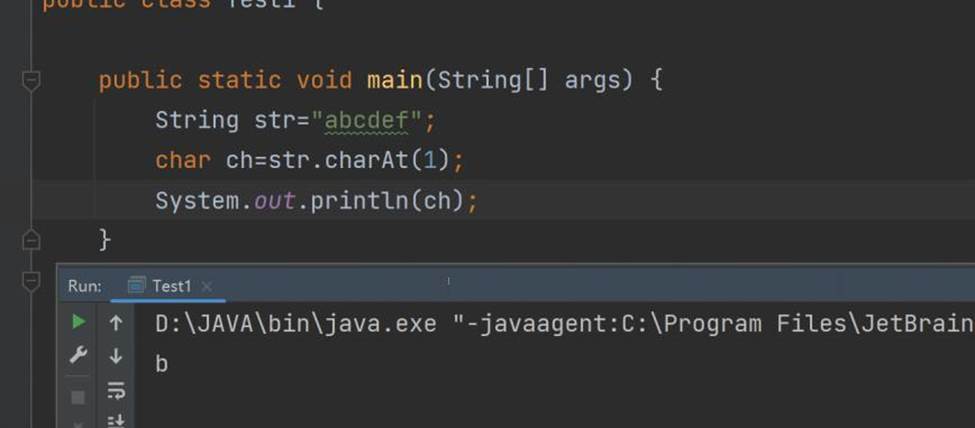 public class Test1 {
public static void main(String[] args) {
String str="abcdef";
char ch=str.charAt(1);
System.out.println(ch);
}
Run: Test1
D:\JAVA\bin\java.exe "-javaagent:C:\Program Files\JetBrain
b